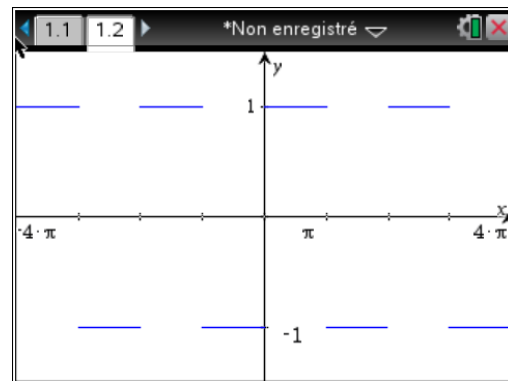 1.1 1.2 *Non enregistré
y
1
x
-4·π π 4·π
-1